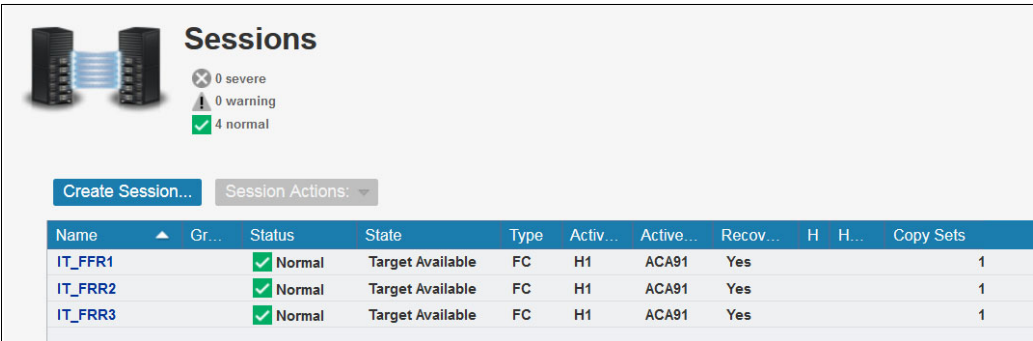 Sessions
0 severe
0 warning
4 normal
Create Session... Session Actions:
Name Gr... Status State Type Activ... Active... Recov... H H... Copy Sets
IT_FFR1 Normal Target Available FC H1 ACA91 Yes 1
IT_FRR2 Normal Target Available FC H1 ACA91 Yes 1
IT_FRR3 Normal Target Available FC H1 ACA91 Yes 1